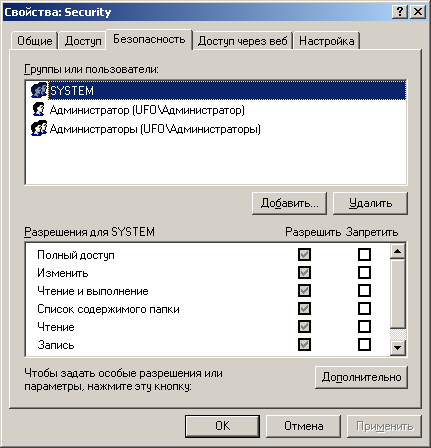 Свойства: Security
Общие Доступ Безопасность Доступ через веб Настройка
Группы или пользователи:
SYSTEM
Администратор (UFO\Администратор)
Администраторы (UFO\Администраторы)
Добавить... Удалить
Разрешения для SYSTEM Разрешить Запретить
Полный доступ
Изменить
Чтение и выполнение
Список содержимого папки
Чтение
Запись
Чтобы задать особые разрешения или
параметры, нажмите эту кнопку: Дополнительно
OK Отмена Применить